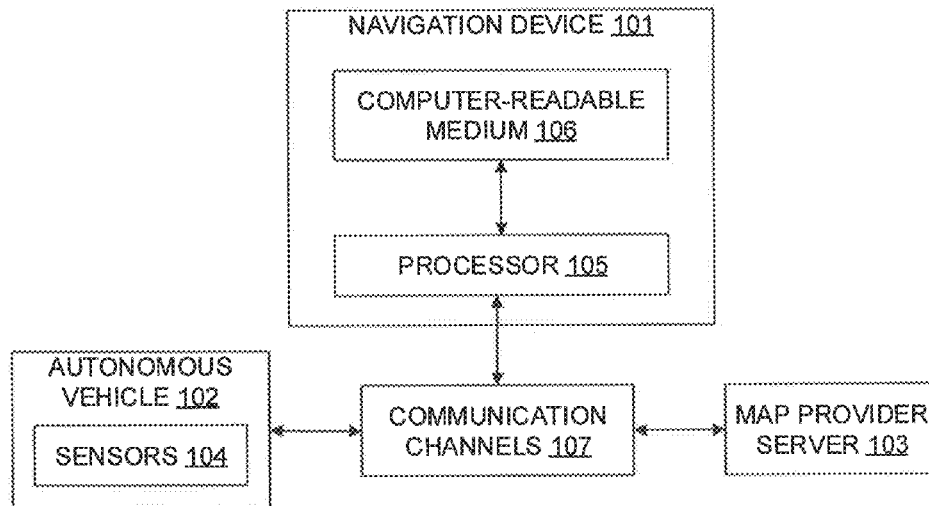 NAVIGATION DEVICE 101
COMPUTER-READABLE
MEDIUM 106
PROCESSOR 105
AUTONOMOUS
VEHICLE 102
SENSORS 104
COMMUNICATION
CHANNELS 107
MAP PROVIDER
SERVER 103